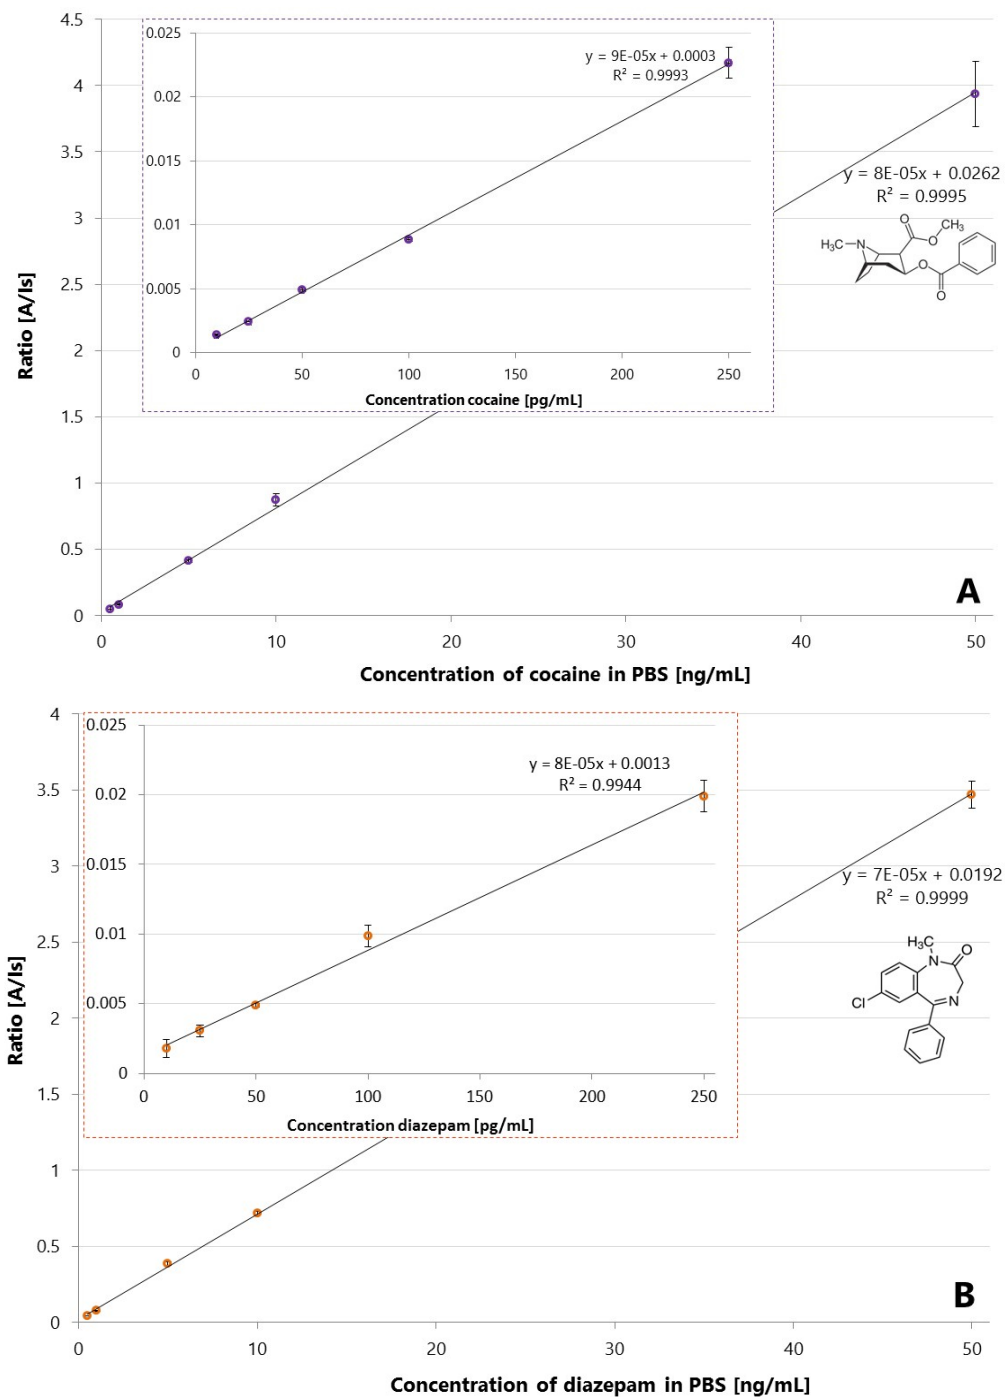 4.5
4
3.5
3
2.5
2
1.5
1
0.5
0
Ratio [A/Is]
0.025
0.02
0.015
0.01
0.005
0
y = 9E-05x + 0.0003
R² = 0.9993
0 50 100 150 200 250
Concentration cocaine [pg/mL]
y = 8E-05x + 0.0262
R² = 0.9995
O
CH₃
O
H₃C N
O
O
A
0 10 20 30 40 50
Concentration of cocaine in PBS [ng/mL]
4
3.5
3
2.5
2
1.5
1
0.5
0
Ratio [A/Is]
0.025
0.02
0.015
0.01
0.005
0
y = 8E-05x + 0.0013
R² = 0.9944
0 50 100 150 200 250
Concentration diazepam [pg/mL]
y = 7E-05x + 0.0192
R² = 0.9999
H₃C
N O
Cl N
B
0 10 20 30 40 50
Concentration of diazepam in PBS [ng/mL]